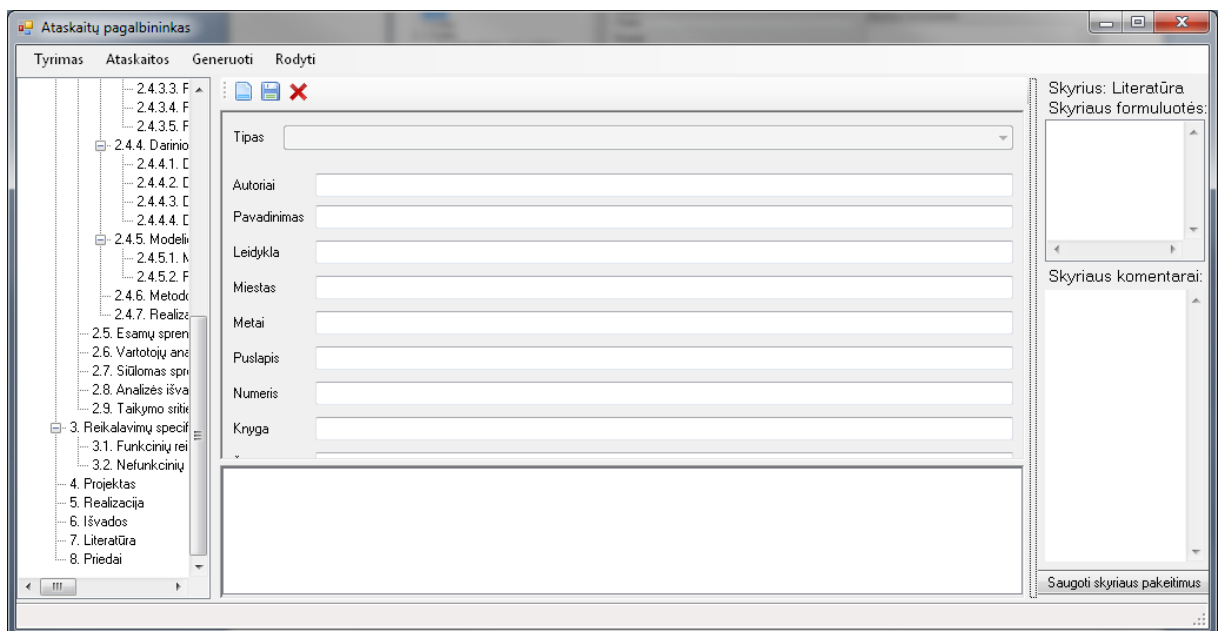 Ataskaitų pagalbininkas
Tyrimas Ataskaitos Generuoti Rodyti
2.4.3.3. F
2.4.3.4. F
2.4.3.5. F
2.4.4. Darinio
2.4.4.1. D
2.4.4.2. D
2.4.4.3. D
2.4.4.4. D
2.4.5. Modeli
2.4.5.1. M
2.4.5.2. F
2.4.6. Metodo
2.4.7. Realiza
2.5. Esamų spren
2.6. Vartotojų ana
2.7. Siūlomas spr
2.8. Analizės išva
2.9. Taikymo sritie
3. Reikalavimų specif
3.1. Funkcinių rei
3.2. Nefunkcinių
4. Projektas
5. Realizacija
6. Išvados
7. Literatūra
8. Priedai
Tipas
Autoriai
Pavadinimas
Leidykla
Miestas
Metai
Puslapis
Numeris
Knyga
Skyrius: Literatūra
Skyriaus formuluotės:
Skyriaus komentarai:
Saugoti skyriaus pakeitimus